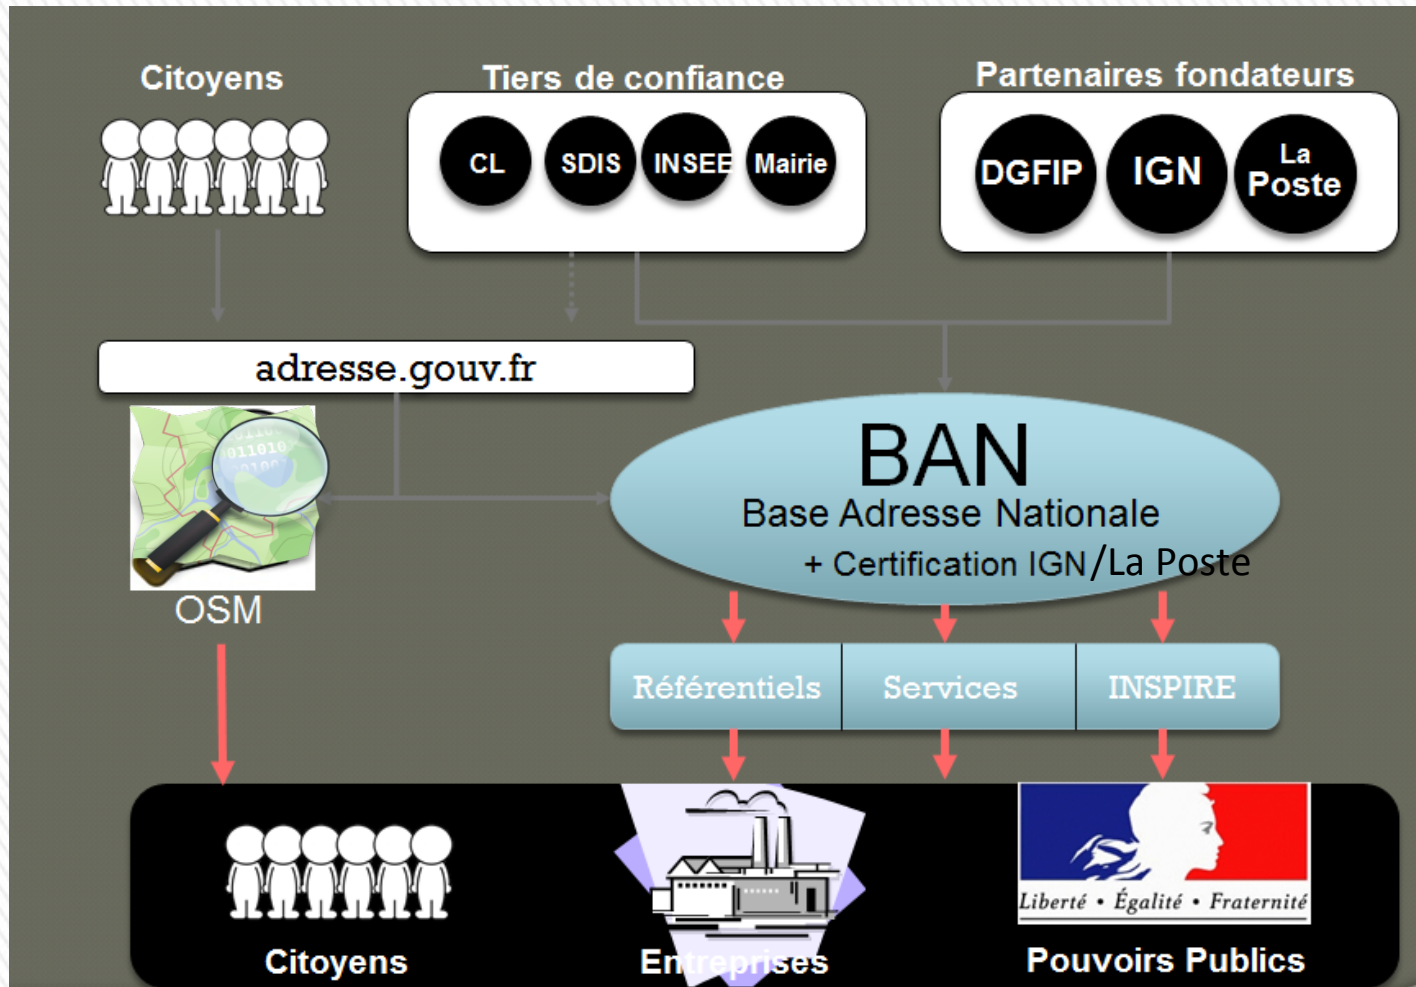 Citoyens
Tiers de confiance
Partenaires fondateurs
CL
SDIS
INSEE
Mairie
DGFIP
IGN
La
Poste
adresse.gouv.fr
BAN
Base Adresse Nationale
+ Certification IGN/La Poste
OSM
Référentiels
Services
INSPIRE
Liberté • Égalité • Fraternité
Citoyens
Entreprises
Pouvoirs Publics